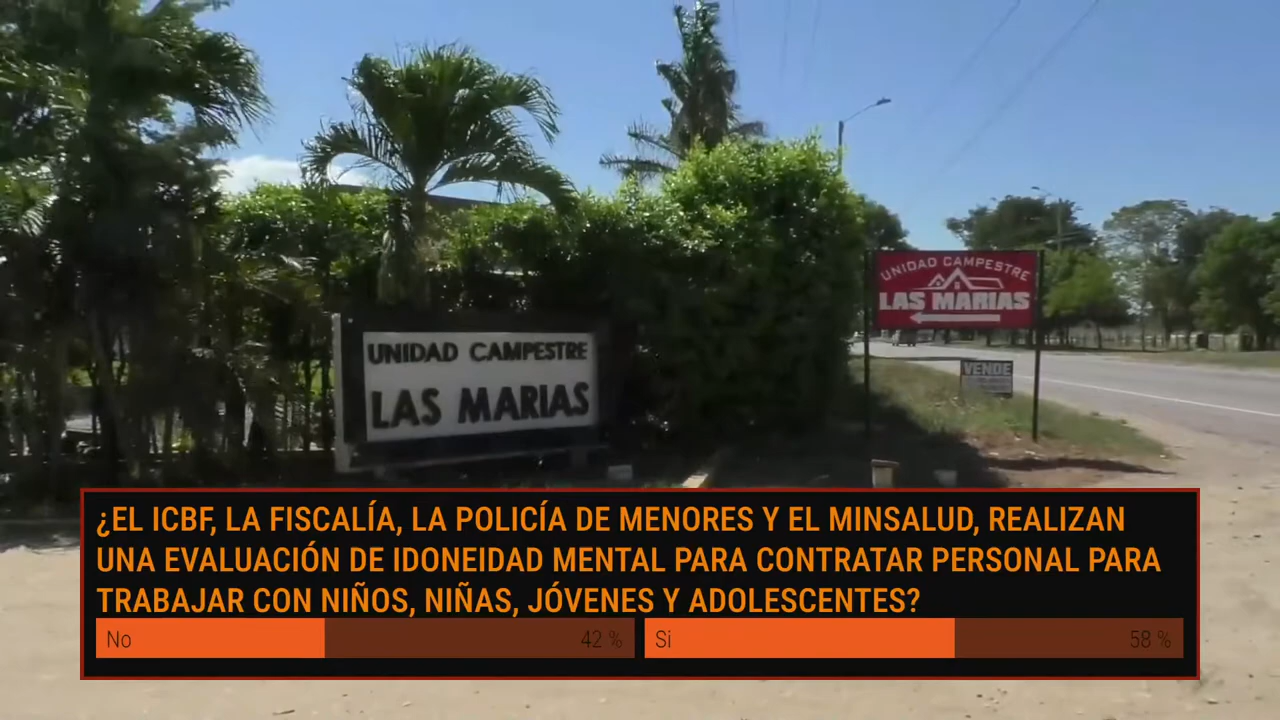 UNIDAD CAMPESTRE
LAS MARIAS
UNIDAD CAMPESTRE
LAS MARIAS
VENDE
¿EL ICBF, LA FISCALÍA, LA POLICÍA DE MENORES Y EL MINSALUD, REALIZAN
UNA EVALUACIÓN DE IDONEIDAD MENTAL PARA CONTRATAR PERSONAL PARA
TRABAJAR CON NIÑOS, NIÑAS, JÓVENES Y ADOLESCENTES?
No 42 %
Si 58 %